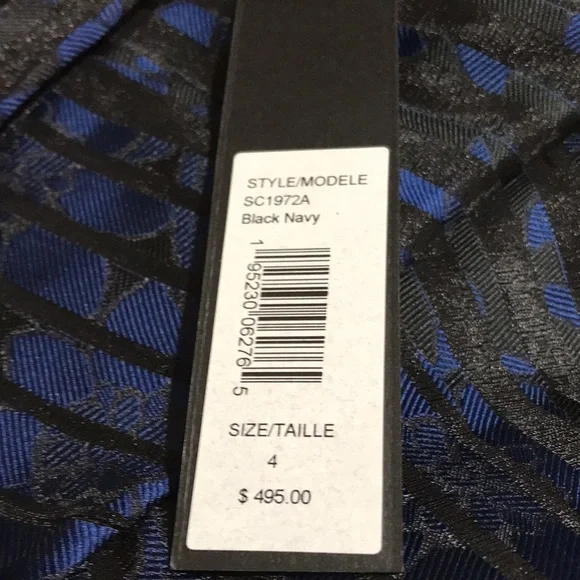 STYLE/MODELE
SC1972A
Black Navy
1 95230 06276 5
SIZE/TAILLE
4
$ 495.00